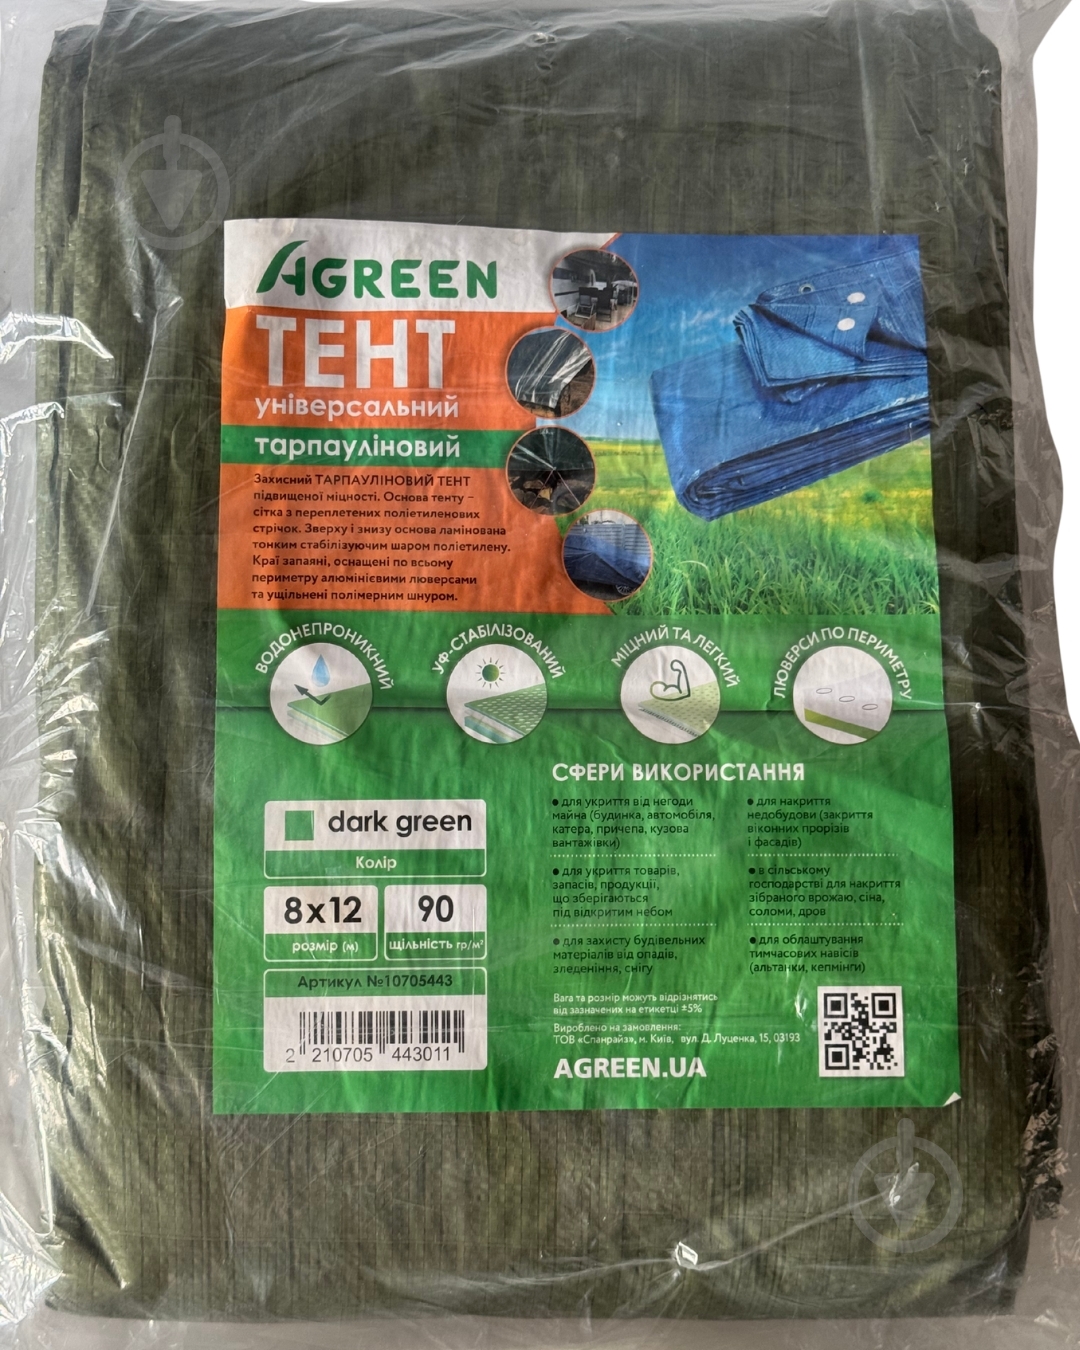 AGREEN
ТЕНТ
універсальний
тарпауліновий
Захисний ТАРПАУЛІНОВИЙ ТЕНТ
підвищеної міцності. Основа тенту –
сітка з переплетених поліетиленових
стрічок. Зверху і знизу основа ламінована
тонким стабілізуючим шаром поліетилену.
Краї запаяні, оснащені по всьому
периметру алюмінієвими люверсами
та ущільнені полімерним шнуром.
ВОДОНЕПРОНИКНИЙ
УФ-СТАБІЛІЗОВАНИЙ
МІЦНИЙ ТА ЛЕГКИЙ
ЛЮВЕРСИ ПО ПЕРИМЕТРУ
dark green
Колір
8x12
розмір (м)
90
щільність гр/м²
Артикул №10705443
2 210705 443011
СФЕРИ ВИКОРИСТАННЯ
● для укриття від негоди
майна (будинка, автомобіля,
катера, причепа, кузова
вантажівки)
● для укриття товарів,
запасів, продукції,
що зберігаються
під відкритим небом
● для захисту будівельних
матеріалів від опадів,
зледеніння, снігу
● для накриття
недобудови (закриття
віконних прорізів
і фасадів)
● в сільському
господарстві для накриття
зібраного врожаю, сіна,
соломи, дров
● для облаштування
тимчасових навісів
(альтанки, кемпінги)
Вага та розмір можуть відрізнятись
від зазначених на етикетці ±5%
Вироблено на замовлення:
ТОВ «Спанрайз», м. Київ, вул. Д. Луценка, 15, 03193
AGREEN.UA